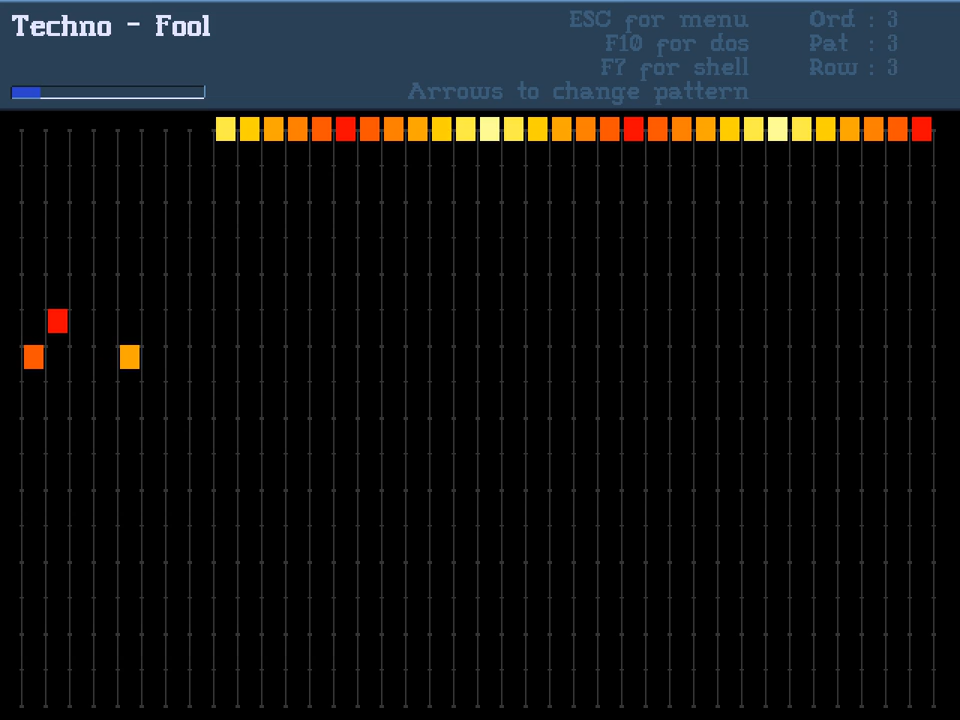 Techno - Fool
ESC for menu
F10 for dos
F7 for shell
Arrows to change pattern
Ord : 3
Pat : 3
Row : 3